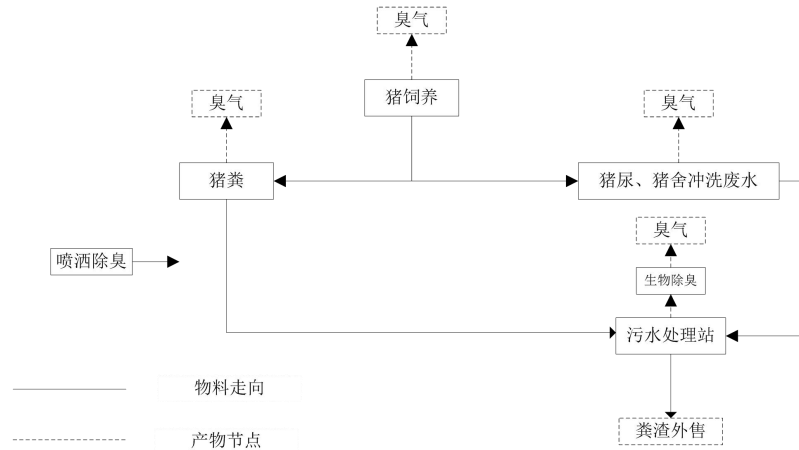 臭气
猪饲养
臭气
臭气
猪粪
猪尿、猪舍冲洗废水
臭气
喷洒除臭
生物除臭
污水处理站
物料走向
粪渣外售
产物节点